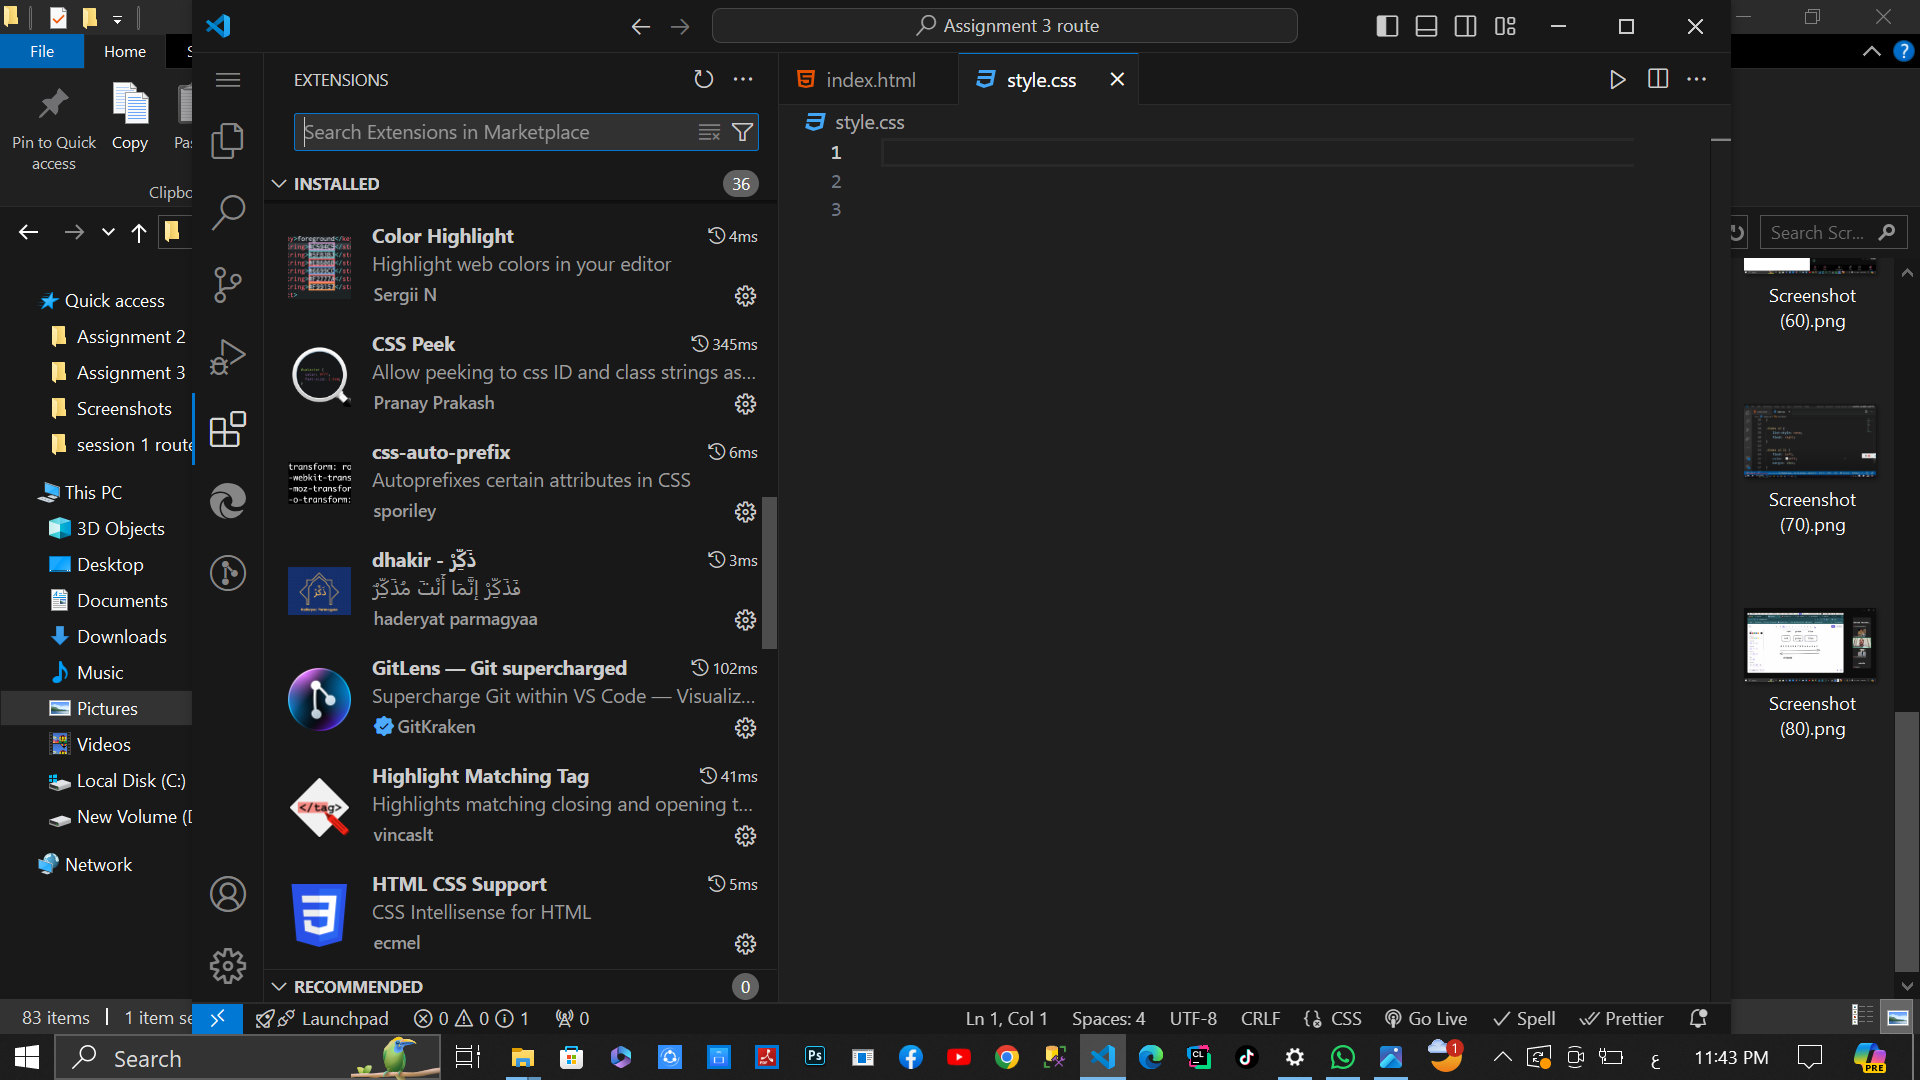 Assignment 3 route
File
Home
Pin to Quick
access
Copy
Clipbo
Search Scr...
Quick access
Assignment 2
Assignment 3
Screenshots
session 1 route
This PC
3D Objects
Desktop
Documents
Downloads
Music
Pictures
Videos
Local Disk (C:)
New Volume (D
Network
83 items
1 item se
EXTENSIONS
Search Extensions in Marketplace
INSTALLED
36
Color Highlight
4ms
Highlight web colors in your editor
Sergii N
CSS Peek
345ms
Allow peeking to css ID and class strings as...
Pranay Prakash
css-auto-prefix
6ms
Autoprefixes certain attributes in CSS
sporiley
dhakir - ذَكِّرْ
3ms
فَذَكِّرْ إِنَّمَا أَنْتَ مُذَكِّرٌ
haderyat parmagyaa
GitLens — Git supercharged
102ms
Supercharge Git within VS Code — Visualiz...
GitKraken
Highlight Matching Tag
41ms
Highlights matching closing and opening t...
vincaslt
HTML CSS Support
5ms
CSS Intellisense for HTML
ecmel
RECOMMENDED
0
index.html
style.css
style.css
1
2
3
Screenshot
(60).png
Screenshot
(70).png
Screenshot
(80).png
Launchpad
0
0
1
0
Ln 1, Col 1
Spaces: 4
UTF-8
CRLF
CSS
Go Live
Spell
Prettier
Search
1
ع
11:43 PM
PRE